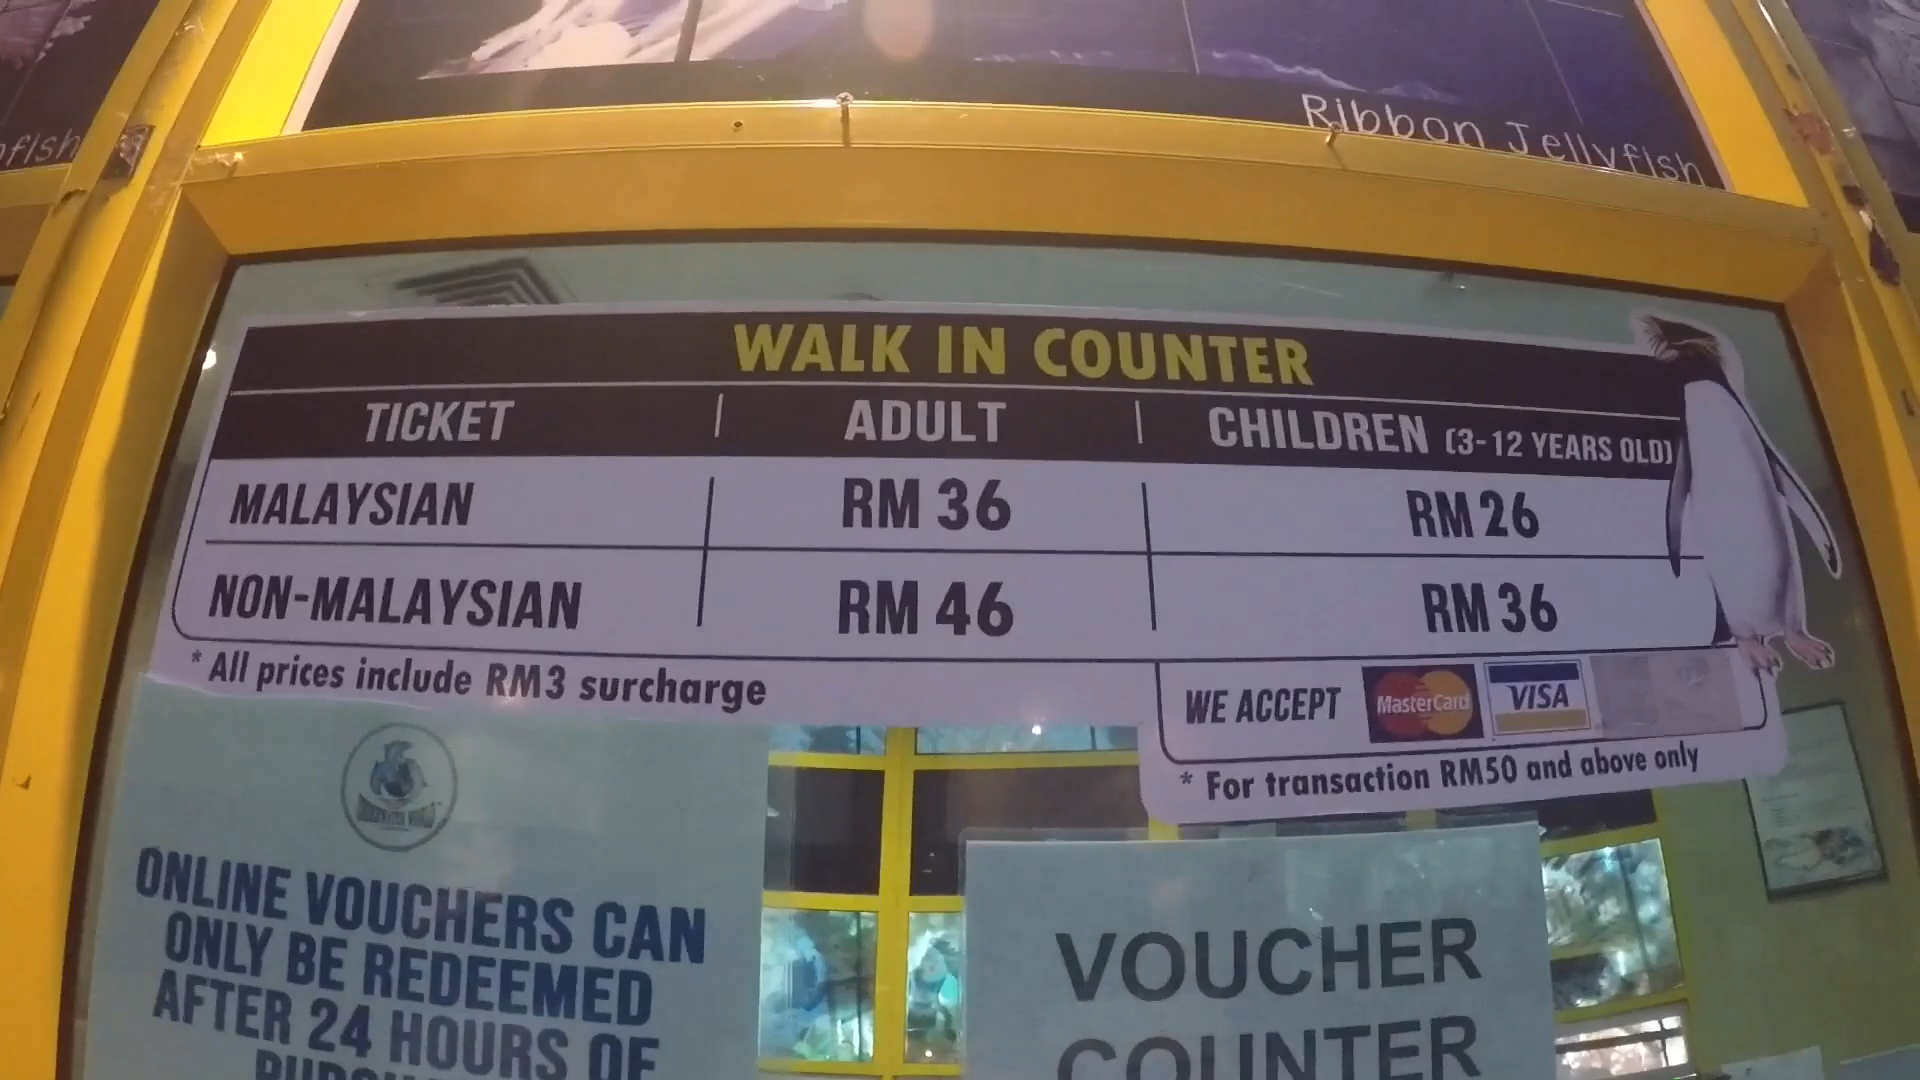 Ribbon Jellyfish
WALK IN COUNTER
TICKET | ADULT | CHILDREN (3-12 YEARS OLD)
MALAYSIAN RM 36 RM 26
NON-MALAYSIAN RM 46 RM 36
* All prices include RM3 surcharge
WE ACCEPT MasterCard VISA
* For transaction RM50 and above only
UNDERWATER WORLD
ONLINE VOUCHERS CAN
ONLY BE REDEEMED
AFTER 24 HOURS OF
VOUCHER
COUNTER